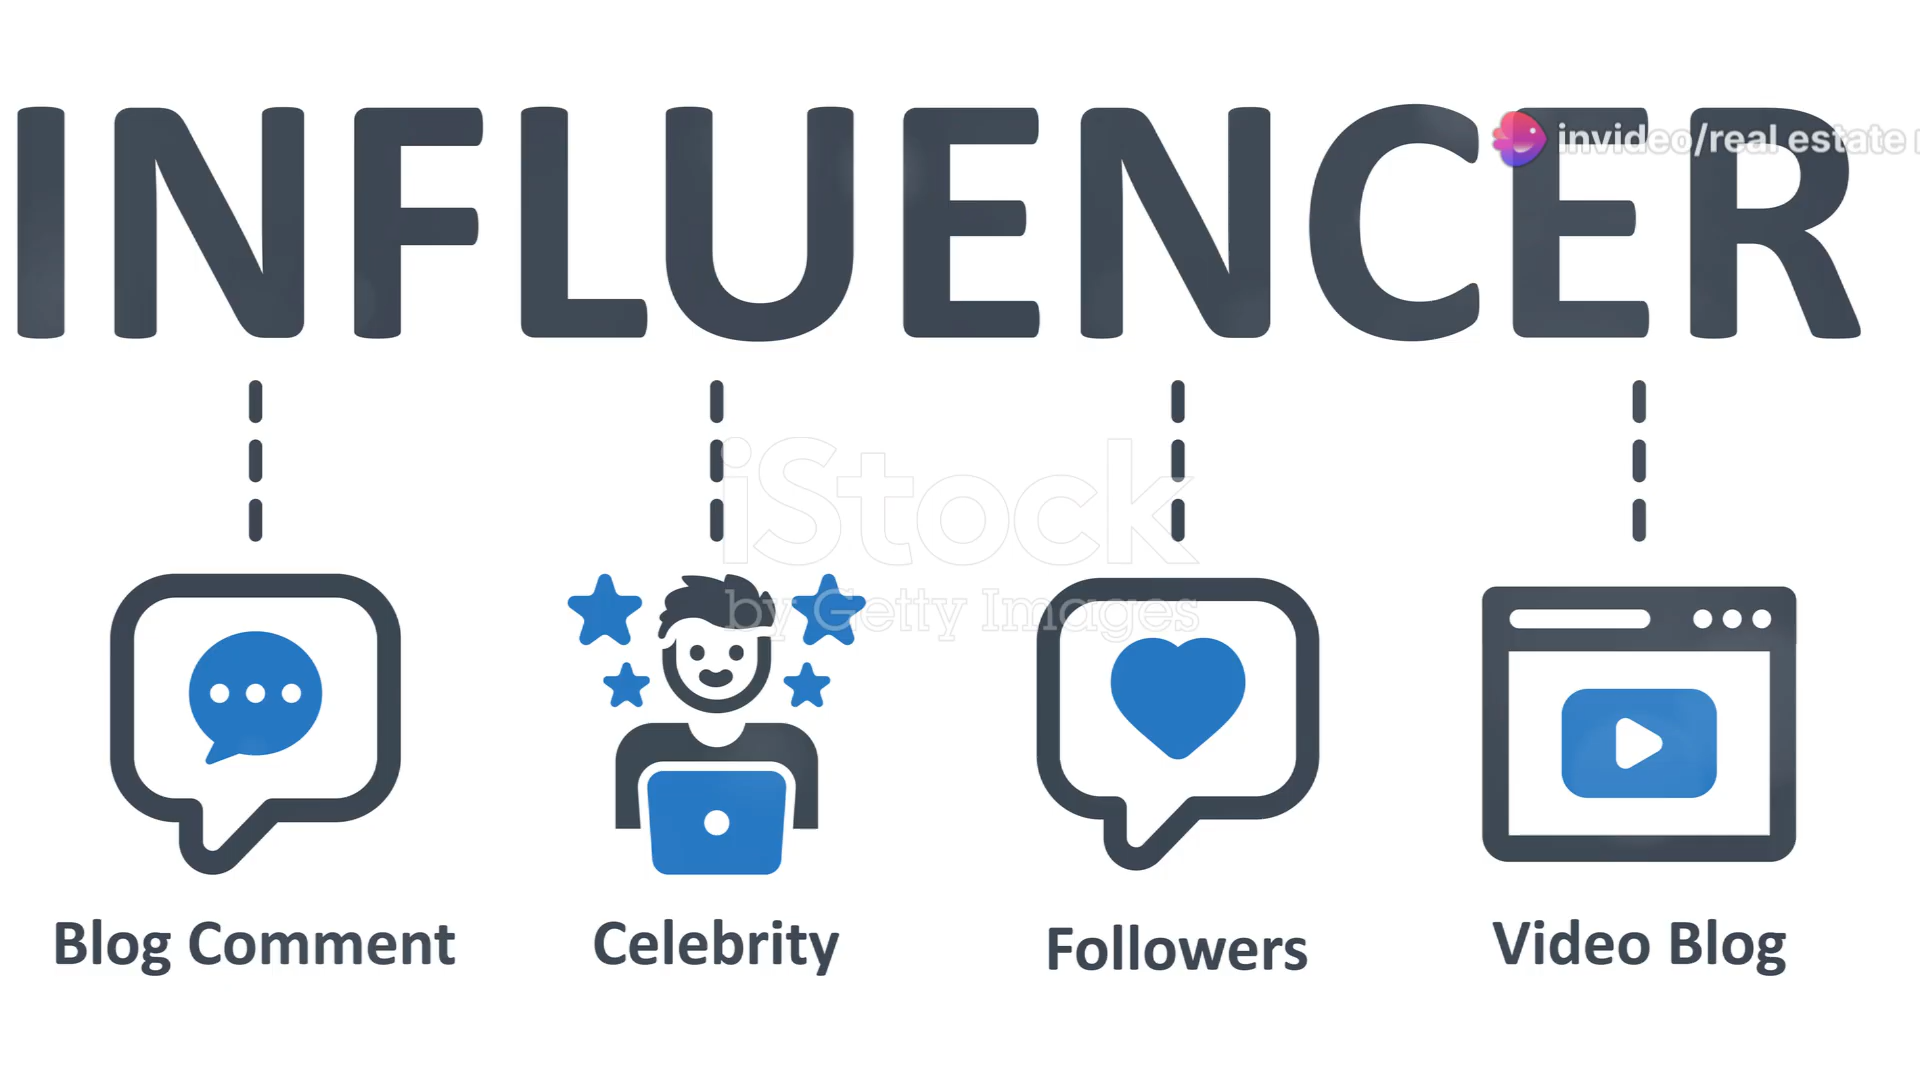 INFLUENCER
invideo/real estate
iStock
by Getty Images
Blog Comment
Celebrity
Followers
Video Blog